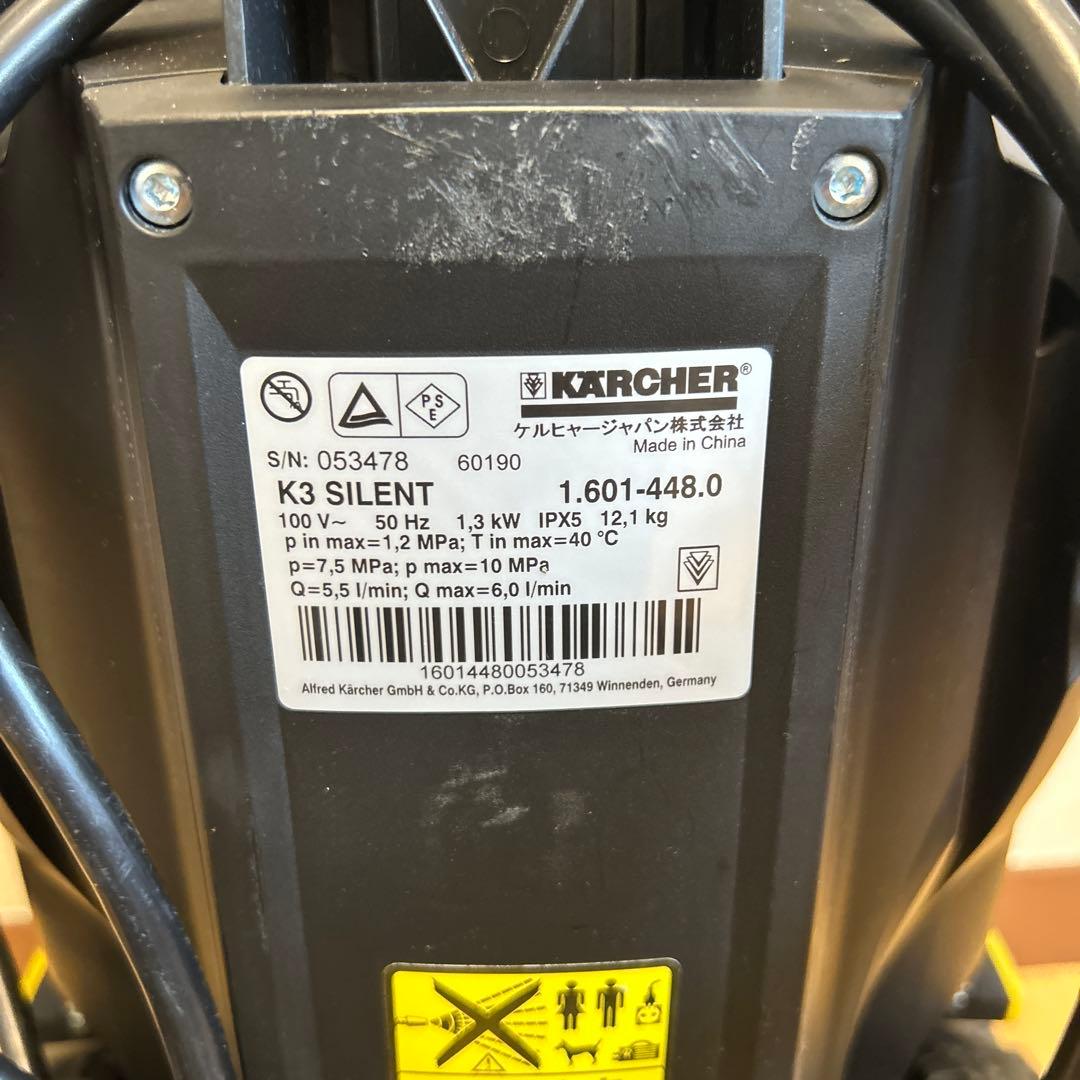 P S
E
KÄRCHER®
ケルヒャージャパン株式会社
Made in China
S/N: 053478 60190
K3 SILENT 1.601-448.0
100 V~ 50 Hz 1,3 kW IPX5 12,1 kg
p in max=1,2 MPa; T in max=40 °C
p=7,5 MPa; p max=10 MPa
Q=5,5 l/min; Q max=6,0 l/min
16014480053478
Alfred Kärcher GmbH & Co.KG, P.O.Box 160, 71349 Winnenden, Germany